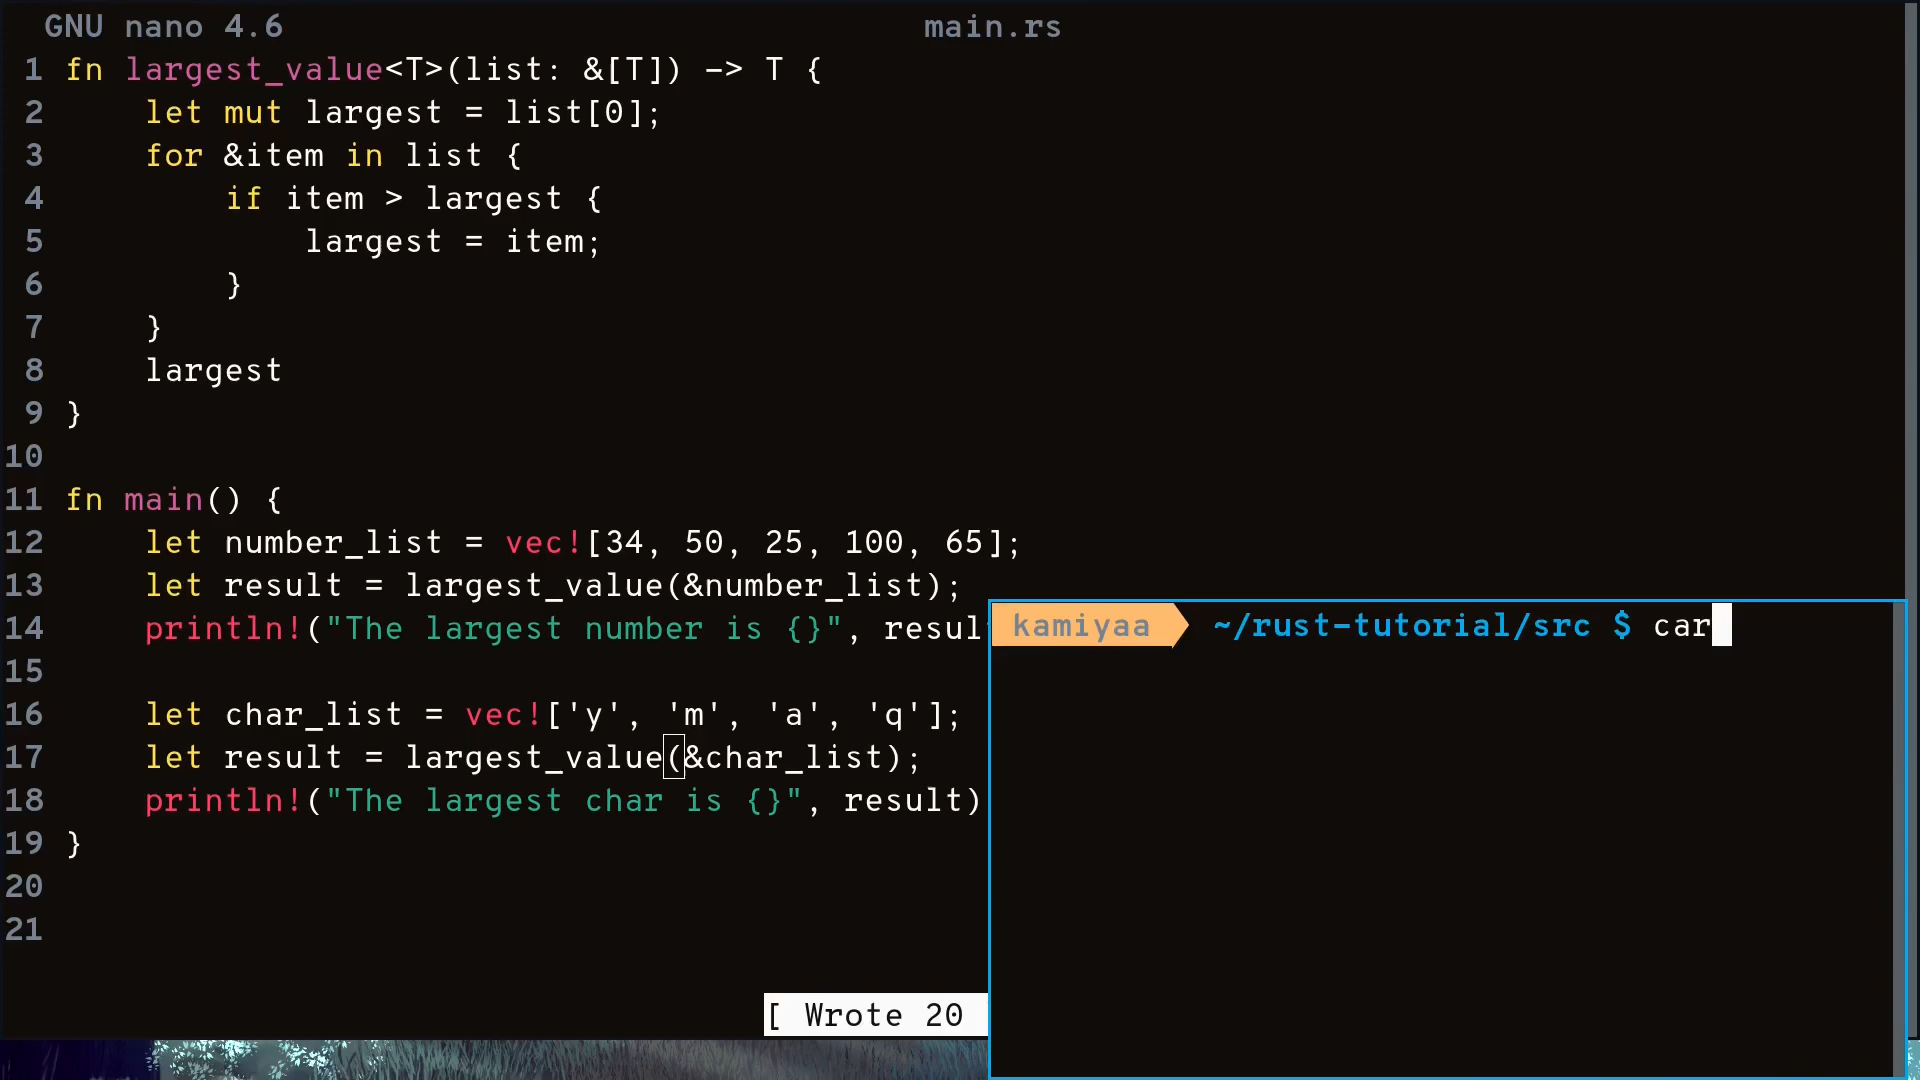 GNU nano 4.6 main.rs
1 fn largest_value<T>(list: &[T]) -> T {
2 let mut largest = list[0];
3 for &item in list {
4 if item > largest {
5 largest = item;
6 }
7 }
8 largest
9 }
10
11 fn main() {
12 let number_list = vec![34, 50, 25, 100, 65];
13 let result = largest_value(&number_list);
14 println!("The largest number is {}", resul
15
16 let char_list = vec!['y', 'm', 'a', 'q'];
17 let result = largest_value(&char_list);
18 println!("The largest char is {}", result)
19 }
20
21
[ Wrote 20
kamiyaa ~/rust-tutorial/src $ car